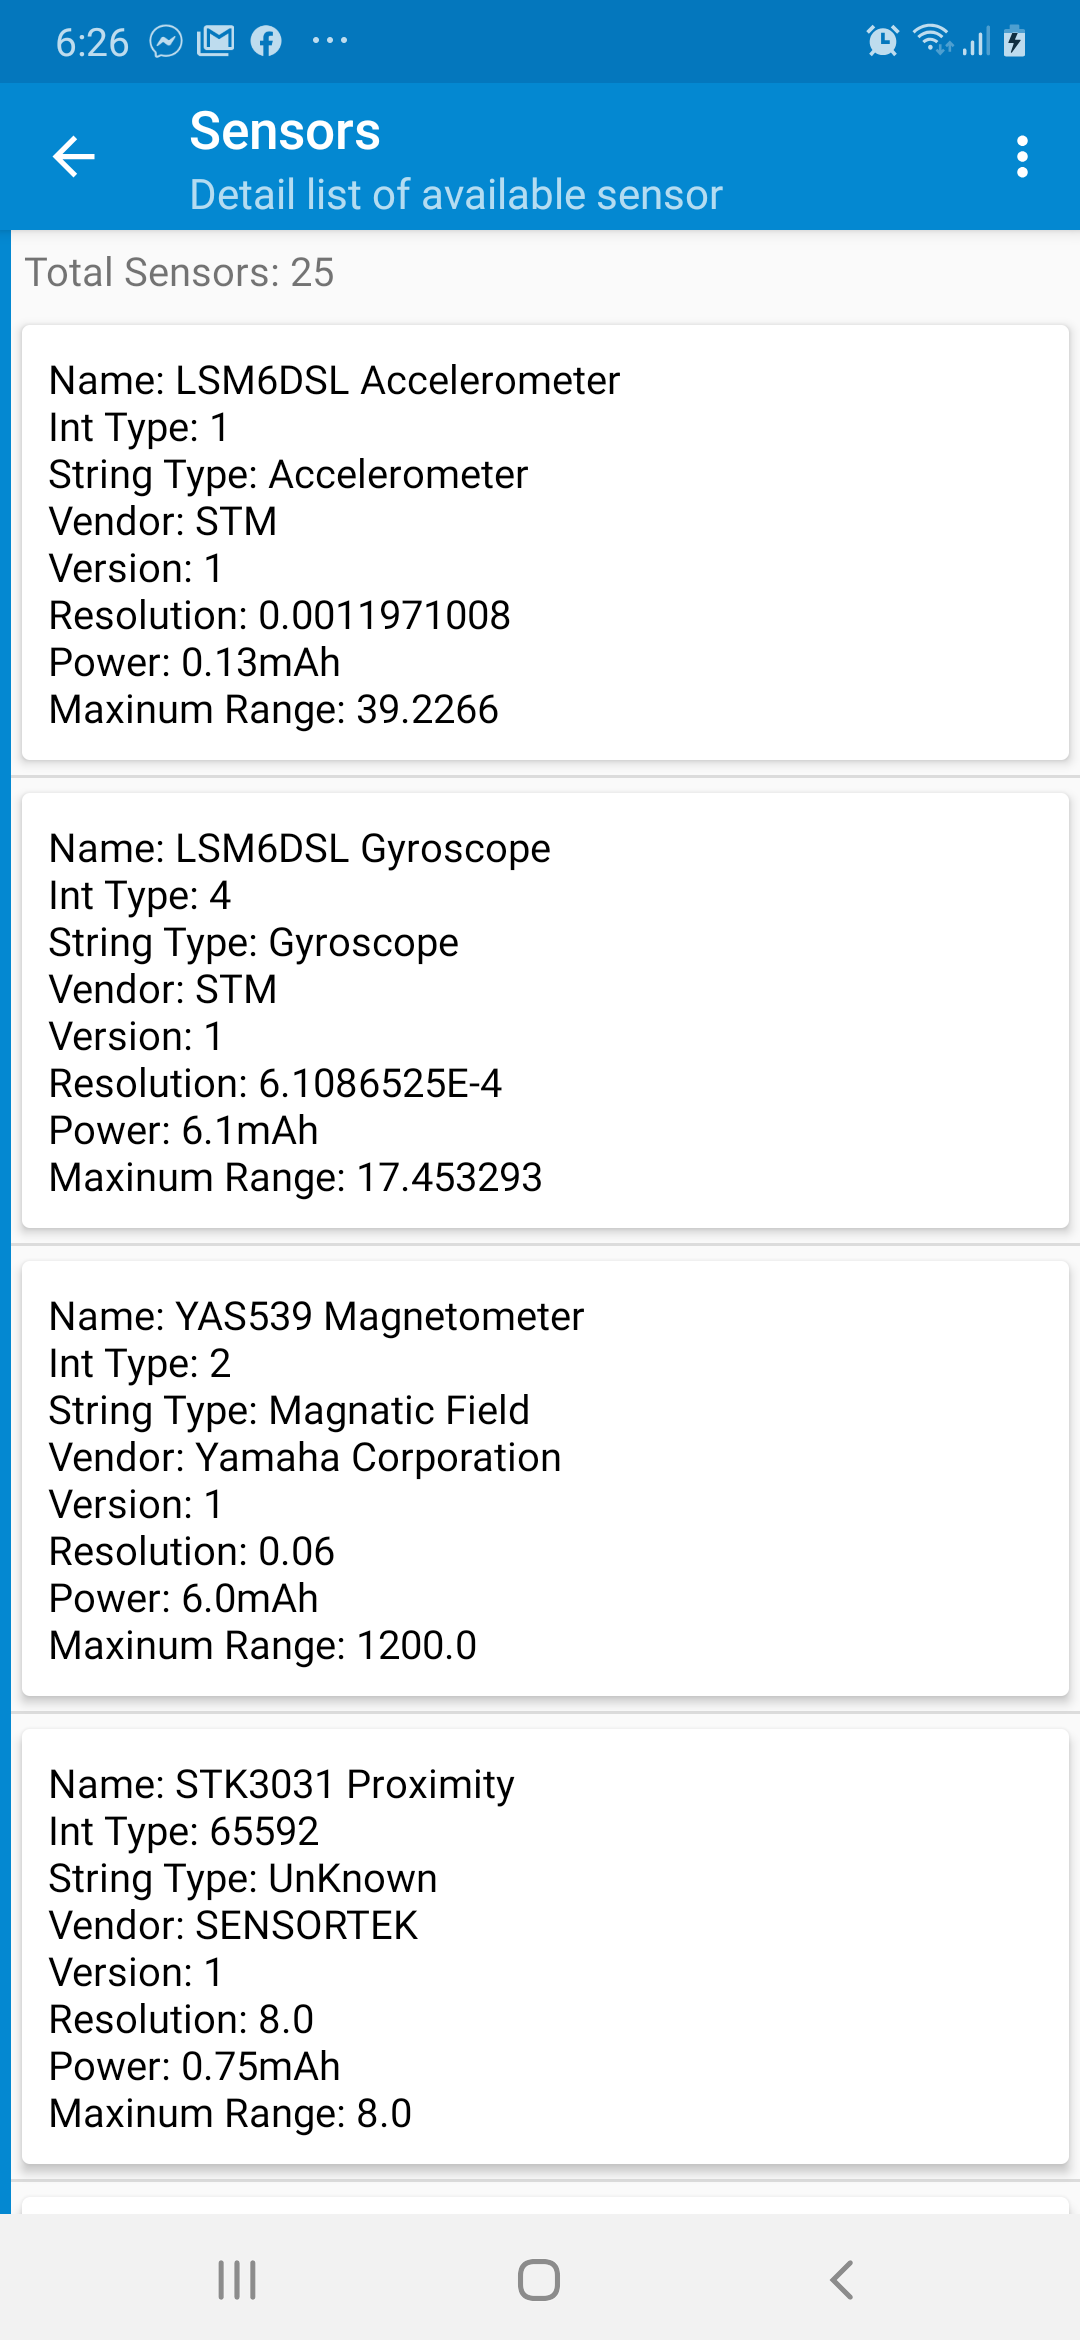 6:26
Sensors
Detail list of available sensor
Total Sensors: 25
Name: LSM6DSL Accelerometer
Int Type: 1
String Type: Accelerometer
Vendor: STM
Version: 1
Resolution: 0.0011971008
Power: 0.13mAh
Maxinum Range: 39.2266
Name: LSM6DSL Gyroscope
Int Type: 4
String Type: Gyroscope
Vendor: STM
Version: 1
Resolution: 6.1086525E-4
Power: 6.1mAh
Maxinum Range: 17.453293
Name: YAS539 Magnetometer
Int Type: 2
String Type: Magnatic Field
Vendor: Yamaha Corporation
Version: 1
Resolution: 0.06
Power: 6.0mAh
Maxinum Range: 1200.0
Name: STK3031 Proximity
Int Type: 65592
String Type: UnKnown
Vendor: SENSORTEK
Version: 1
Resolution: 8.0
Power: 0.75mAh
Maxinum Range: 8.0